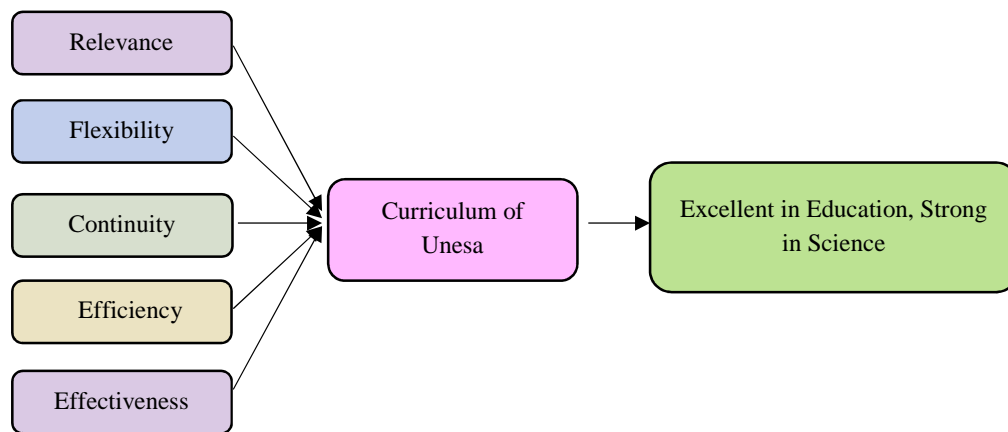 Relevance
Flexibility
Continuity
Efficiency
Effectiveness
Curriculum of
Unesa
Excellent in Education, Strong
in Science